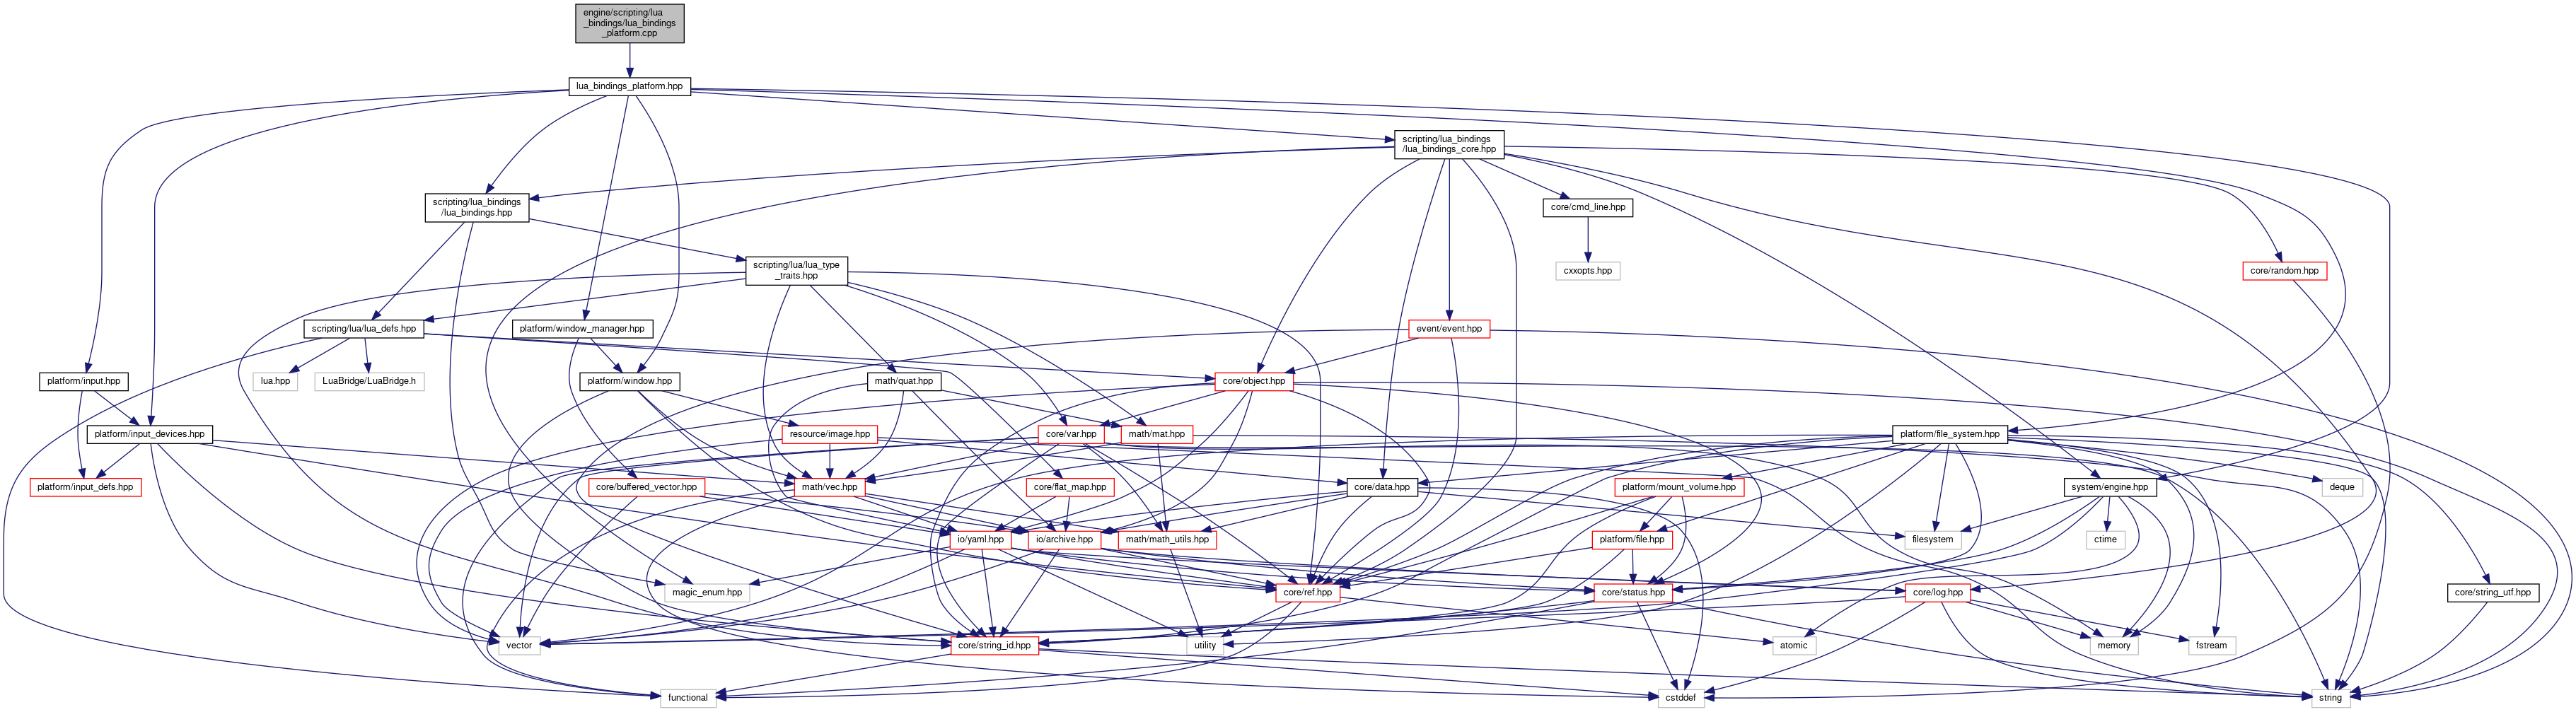 engine/scripting/lua
_bindings/lua_bindings
_platform.cpp
lua_bindings_platform.hpp
scripting/lua_bindings
/lua_bindings_core.hpp
scripting/lua_bindings
/lua_bindings.hpp
core/cmd_line.hpp
scripting/lua/lua_type
_traits.hpp
cxxopts.hpp
core/random.hpp
scripting/lua/lua_defs.hpp
platform/window_manager.hpp
event/event.hpp
platform/input.hpp
lua.hpp
LuaBridge/LuaBridge.h
platform/window.hpp
math/quat.hpp
core/object.hpp
platform/input_devices.hpp
resource/image.hpp
core/var.hpp
math/mat.hpp
platform/file_system.hpp
platform/input_defs.hpp
core/buffered_vector.hpp
math/vec.hpp
core/flat_map.hpp
core/data.hpp
platform/mount_volume.hpp
system/engine.hpp
deque
io/yaml.hpp
io/archive.hpp
math/math_utils.hpp
platform/file.hpp
filesystem
ctime
magic_enum.hpp
core/ref.hpp
core/status.hpp
core/log.hpp
core/string_utf.hpp
vector
core/string_id.hpp
utility
atomic
memory
fstream
functional
cstddef
string